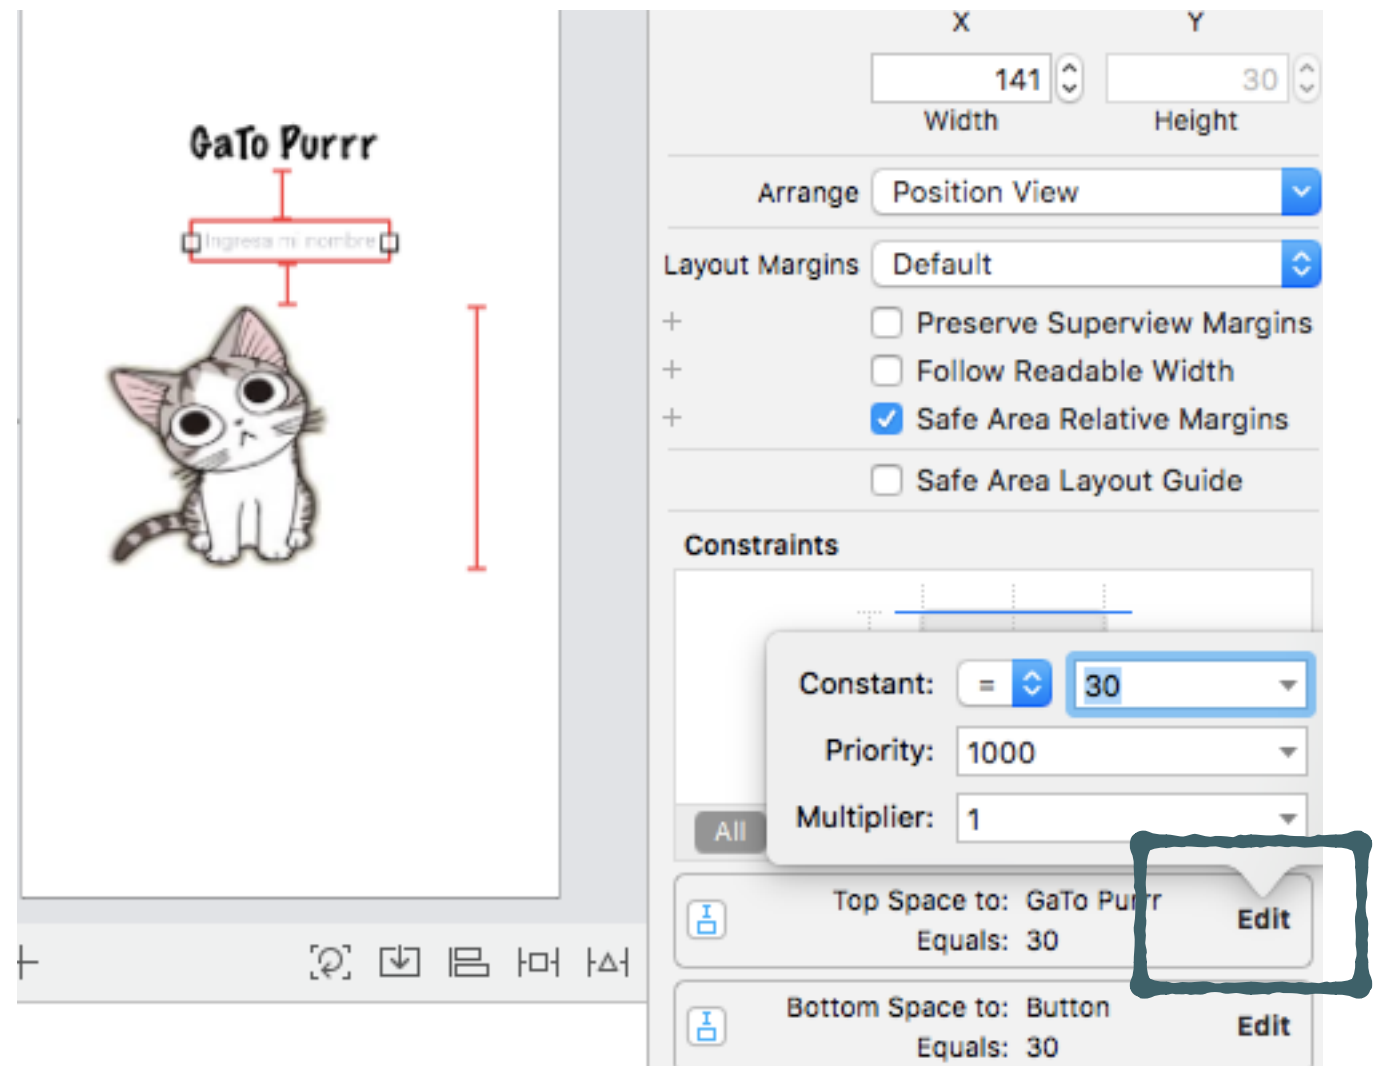 GaTo Purrr
Ingresa mi nombre
X
Y
141
30
Width
Height
Arrange
Position View
Layout Margins
Default
Preserve Superview Margins
Follow Readable Width
Safe Area Relative Margins
Safe Area Layout Guide
Constraints
Constant: = 30
Priority: 1000
Multiplier: 1
All
Top Space to: GaTo Purrr
Equals: 30
Edit
Bottom Space to: Button
Equals: 30
Edit